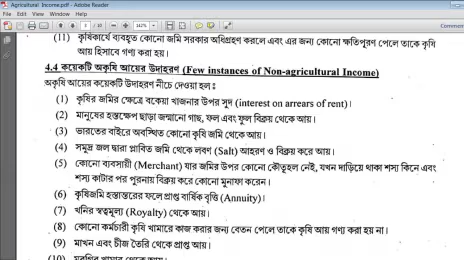 Agricultural Income.pdf - Adobe Reader
File Edit View Window Help
(11) কৃষিকার্যে ব্যবহৃত কোনো জমি সরকার অধিগ্রহণ করলে এবং এর জন্য কোনো ক্ষতিপূরণ পেলে তাকে কৃষি
আয় হিসাবে গণ্য করা হয়।
4.4 কয়েকটি অকৃষি আয়ের উদাহরণ (Few instances of Non-agricultural Income)
অকৃষি আয়ের কয়েকটি উদাহরণ নীচে দেওয়া হল :
(1) কৃষির জমির ক্ষেত্রে বকেয়া খাজনার উপর সুদ (interest on arrears of rent)।
(2) মানুষের হস্তক্ষেপ ছাড়া জন্মানো গাছ, ফল এবং ফুল বিক্রয় থেকে আয়।
(3) ভারতের বাইরে অবস্থিত কোনো কৃষি জমি থেকে আয়।
(4) সমুদ্র জল দ্বারা প্লাবিত জমি থেকে লবণ (Salt) আহরণ ও বিক্রয় করে আয়।
(5) কোনো ব্যবসায়ী (Merchant) যার জমির উপর কোনো কৌতূহল নেই, যখন দাড়িয়ে থাকা শস্য কিনে এবং
শস্য কাটার পর পুনরায় বিক্রয় করে কোনো মুনাফা করেন।
(6) কৃষিজমি হস্তান্তরের ফলে প্রাপ্ত বার্ষিক বৃত্তি (Annuity)।
(7) খনির স্বত্বমূল্য (Royalty) থেকে আয়।
(8) কোনো কর্মচারী কৃষি খামারে কাজ করার জন্য বেতন পেলে তাকে কৃষি আয় গণ্য করা হয় না।
(9) মাখন এবং চীজ তৈরি থেকে প্রাপ্ত আয়।
(10) মুরগির খামার থেকে আয়।